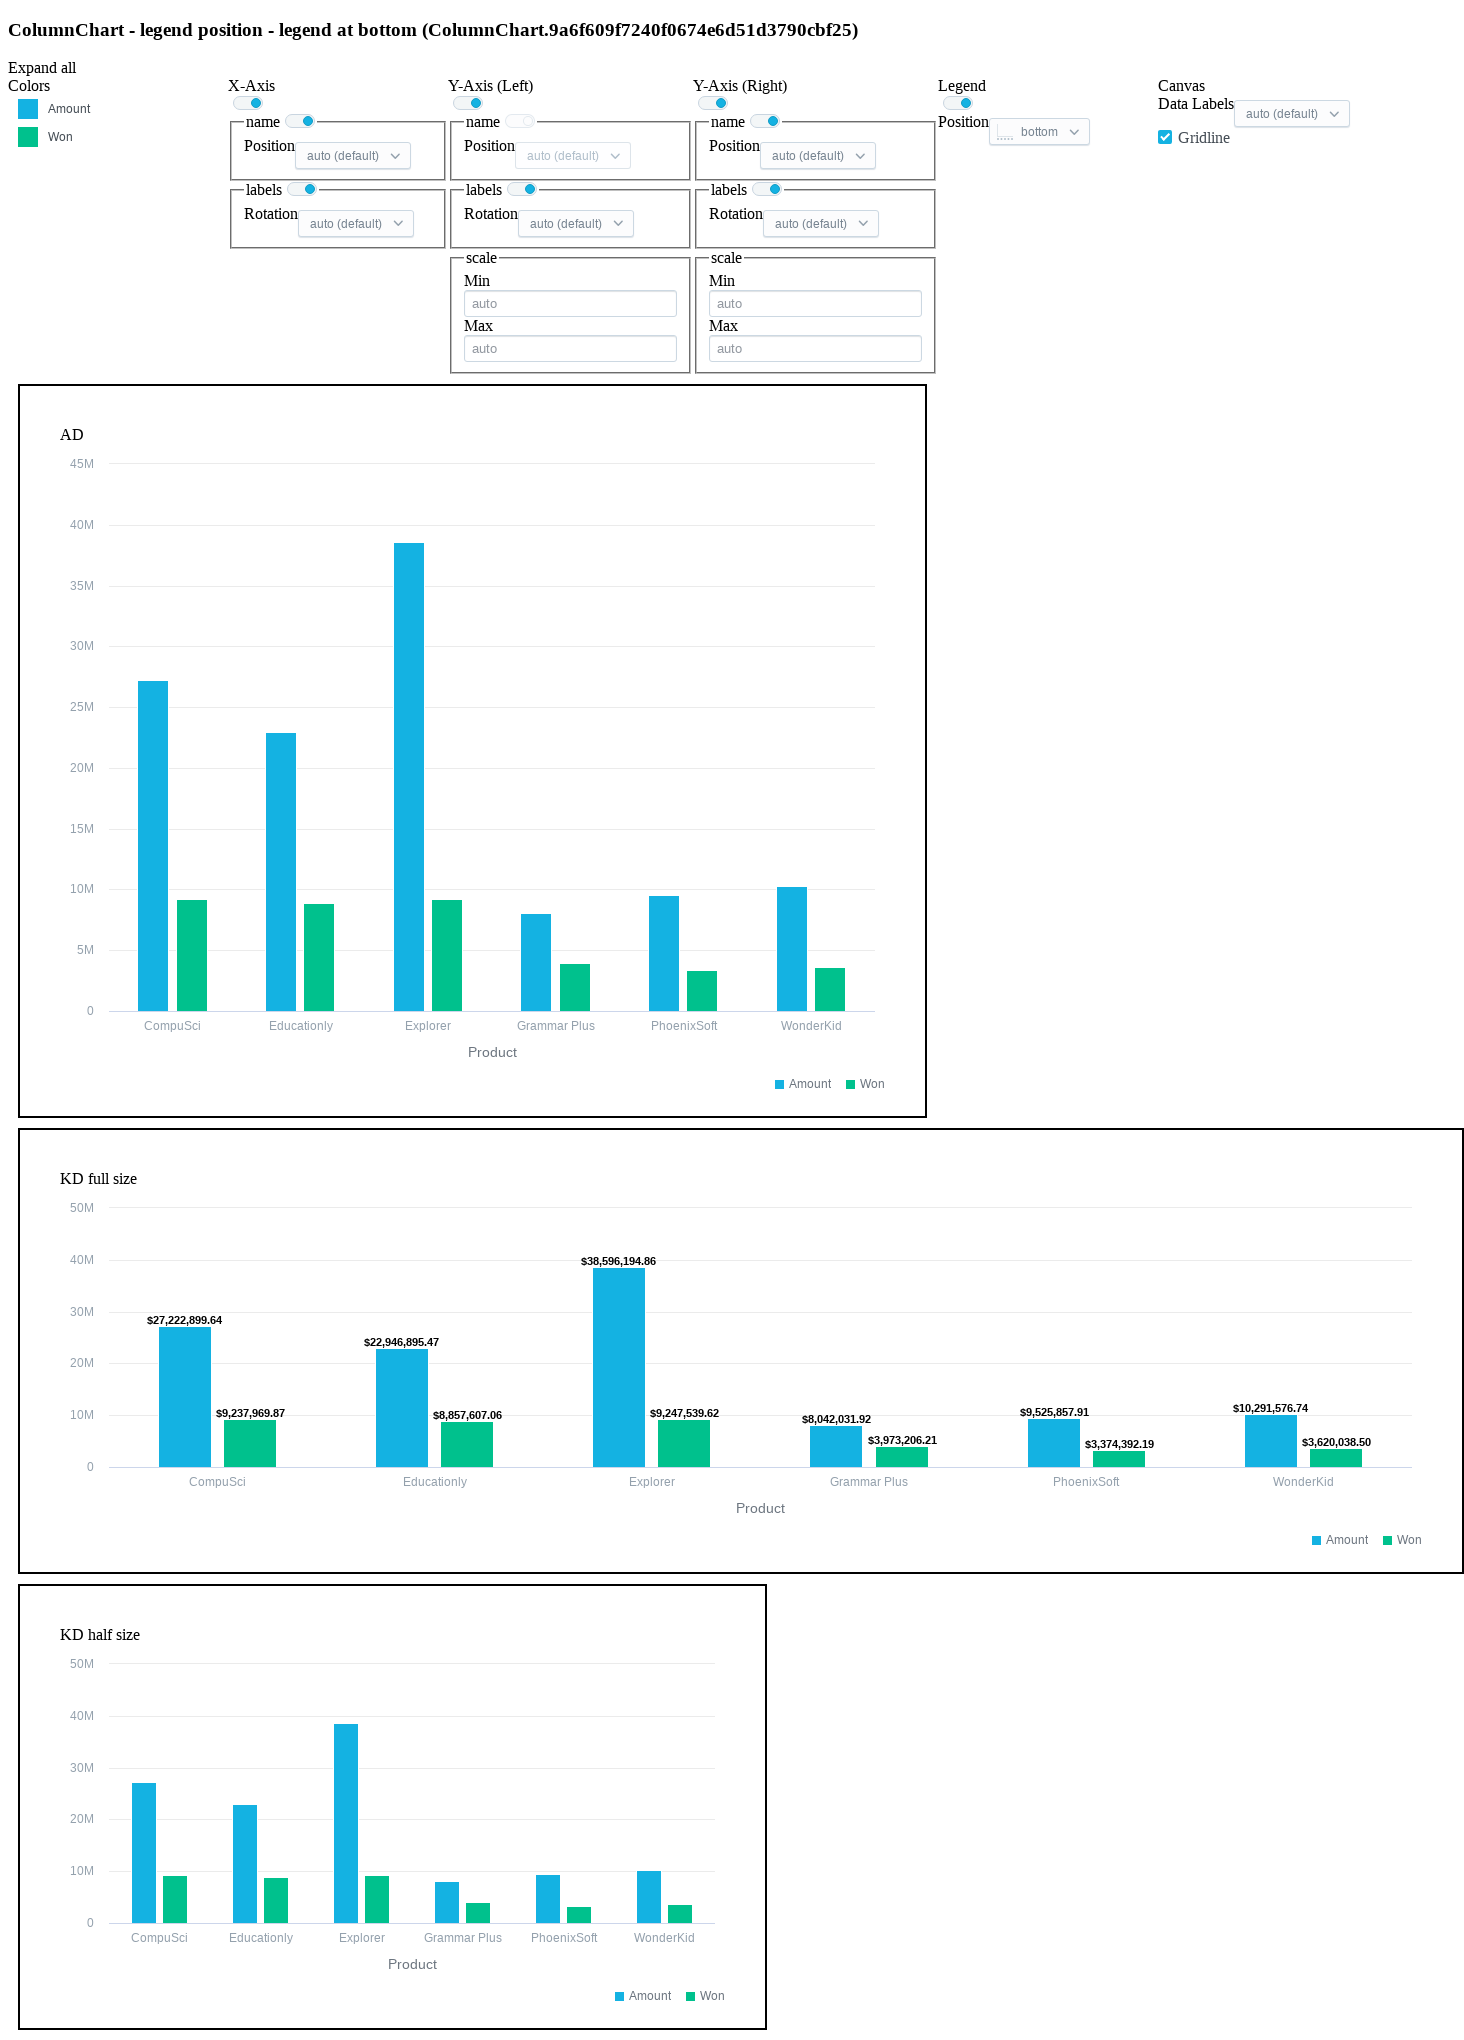 ColumnChart - legend position - legend at bottom (ColumnChart.9a6f609f7240f0674e6d51d3790cbf25)
Expand all
Colors
Amount
Won
X-Axis
name
Position auto (default)
labels
Rotation auto (default)
Y-Axis (Left)
name
Position auto (default)
labels
Rotation auto (default)
scale
Min
auto
Max
auto
Y-Axis (Right)
name
Position auto (default)
labels
Rotation auto (default)
scale
Min
auto
Max
auto
Legend
Position bottom
Canvas
Data Labels auto (default)
Gridline
AD
45M
40M
35M
30M
25M
20M
15M
10M
5M
0
CompuSci Educationly Explorer Grammar Plus PhoenixSoft WonderKid
Product
Amount Won
KD full size
50M
40M
30M
20M
10M
0
$38,596,194.86
$27,222,899.64
$22,946,895.47
$9,237,969.87
$8,857,607.06
$9,247,539.62
$8,042,031.92
$3,973,206.21
$9,525,857.91
$3,374,392.19
$10,291,576.74
$3,620,038.50
CompuSci Educationly Explorer Grammar Plus PhoenixSoft WonderKid
Product
Amount Won
KD half size
50M
40M
30M
20M
10M
0
CompuSci Educationly Explorer Grammar Plus PhoenixSoft WonderKid
Product
Amount Won